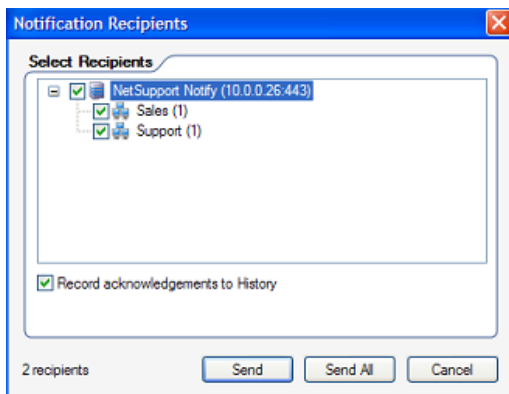 Notification Recipients
Select Recipients
NetSupport Notify (10.0.0.26:443)
Sales (1)
Support (1)
Record acknowledgements to History
2 recipients Send Send All Cancel